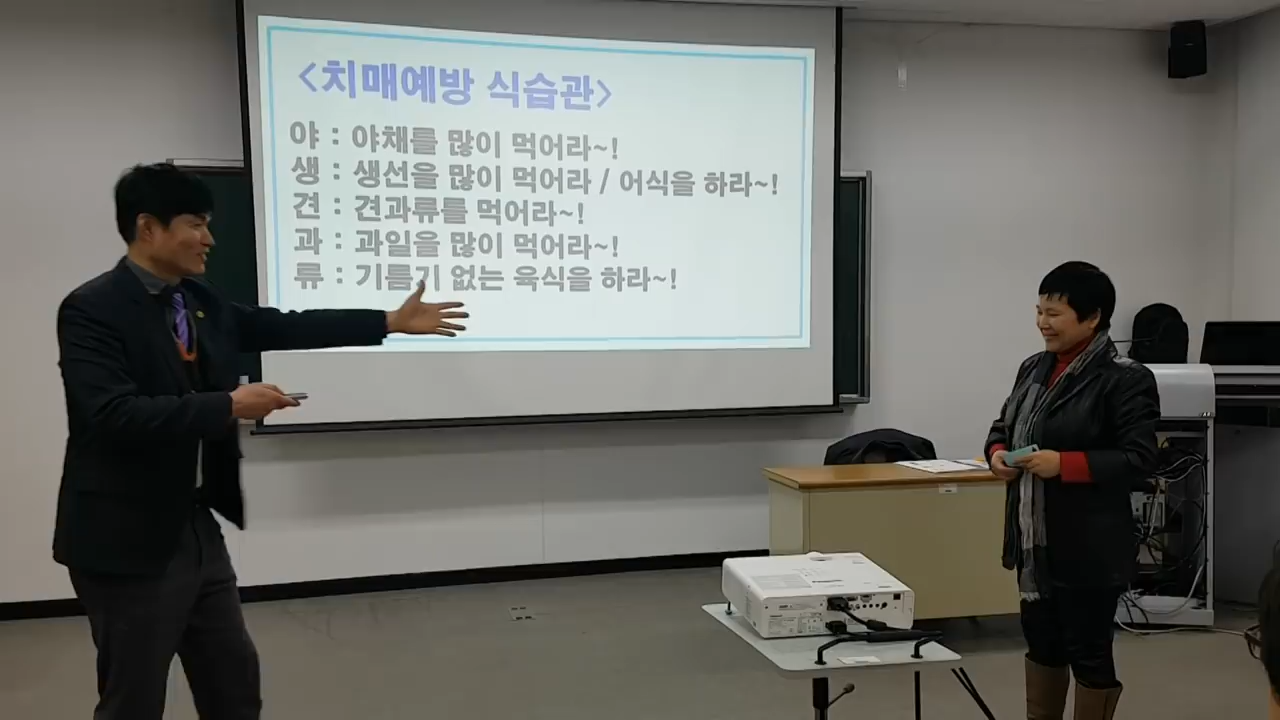 <치매예방 식습관>
야 : 야채를 많이 먹어라~!
생 : 생선을 많이 먹어라 / 어식을 하라~!
견 : 견과류를 먹어라~!
과 : 과일을 많이 먹어라~!
류 : 기름기 없는 육식을 하라~!